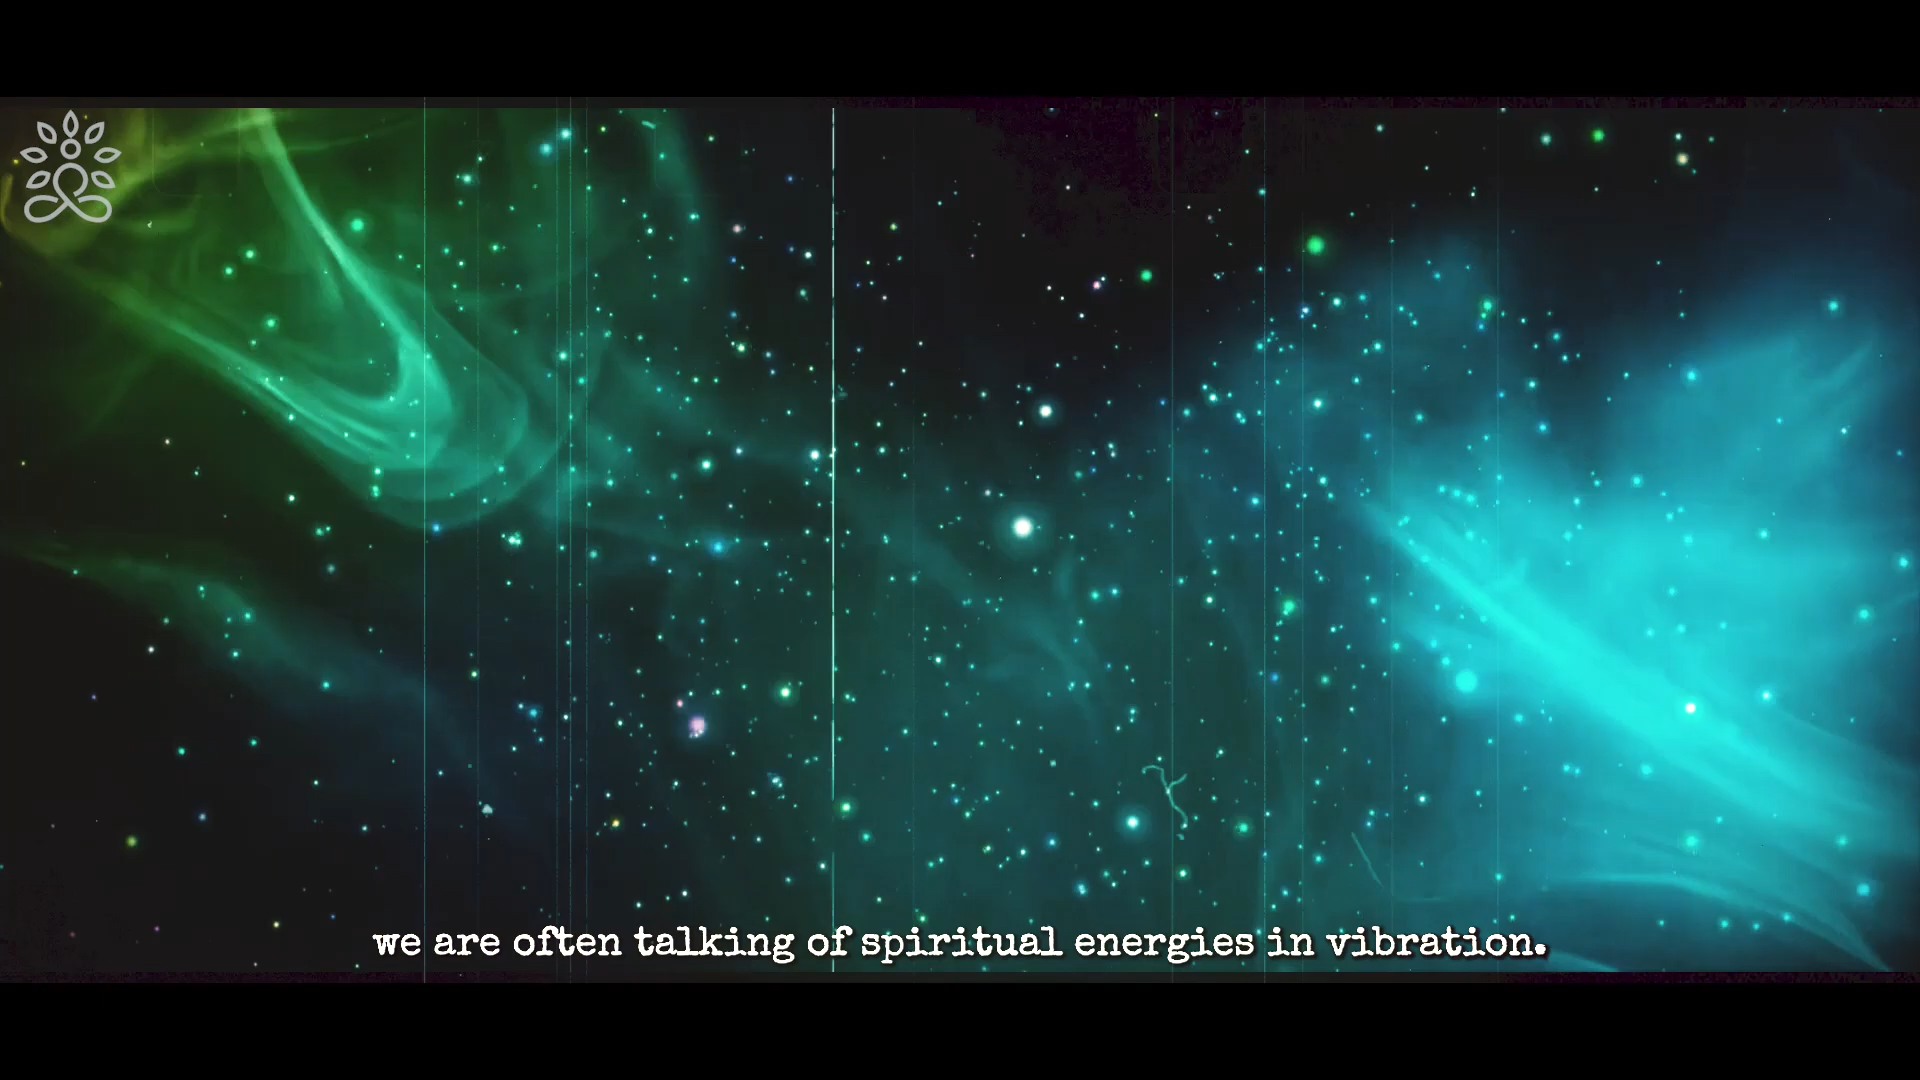 we are often talking of spiritual energies in vibration.